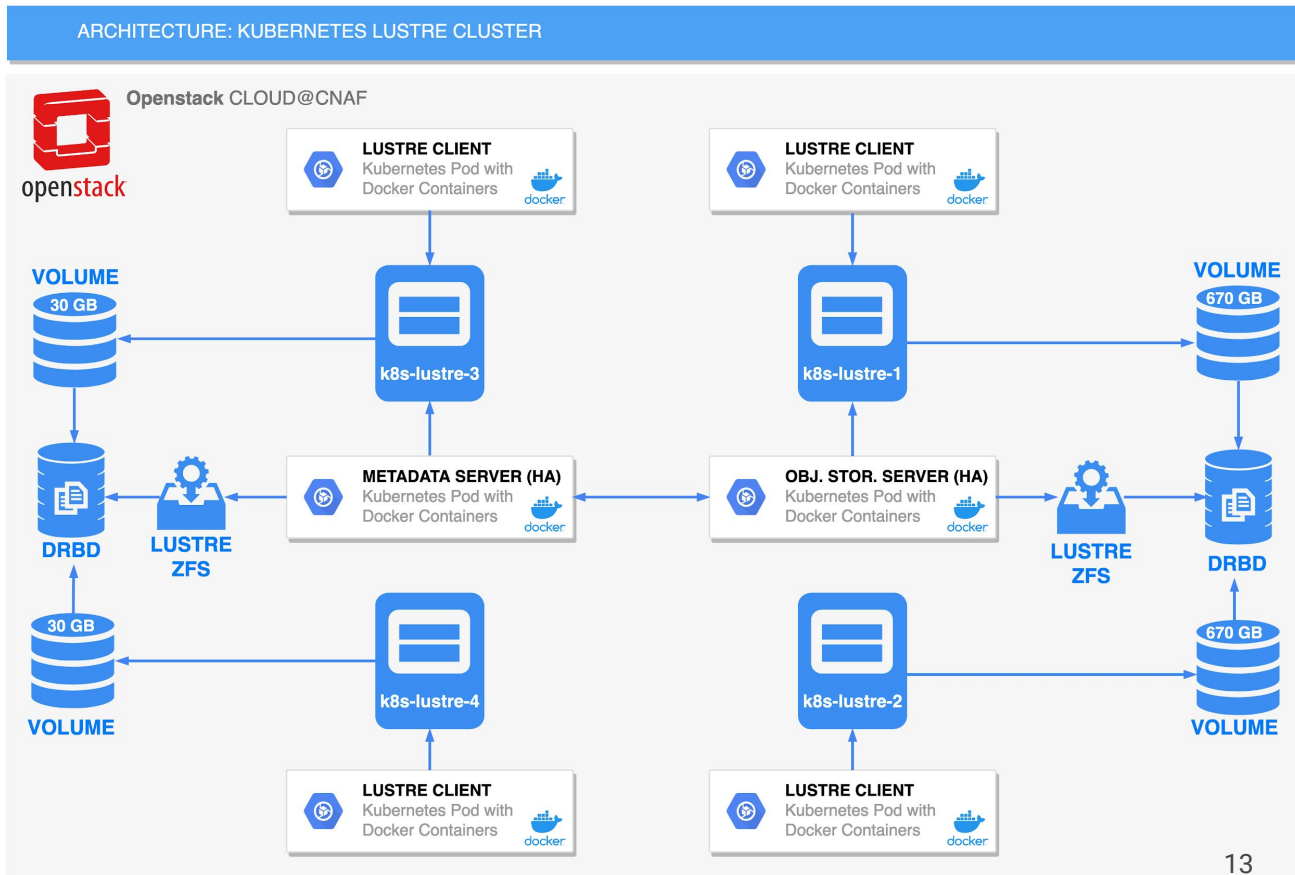 ARCHITECTURE: KUBERNETES LUSTRE CLUSTER
Openstack CLOUD@CNAF
openstack
LUSTRE CLIENT
Kubernetes Pod with
Docker Containers
docker
LUSTRE CLIENT
Kubernetes Pod with
Docker Containers
docker
VOLUME
30 GB
k8s-lustre-3
k8s-lustre-1
VOLUME
670 GB
DRBD
LUSTRE
ZFS
METADATA SERVER (HA)
Kubernetes Pod with
Docker Containers
docker
OBJ. STOR. SERVER (HA)
Kubernetes Pod with
Docker Containers
docker
LUSTRE
ZFS
DRBD
30 GB
VOLUME
k8s-lustre-4
k8s-lustre-2
670 GB
VOLUME
LUSTRE CLIENT
Kubernetes Pod with
Docker Containers
docker
LUSTRE CLIENT
Kubernetes Pod with
Docker Containers
docker
13